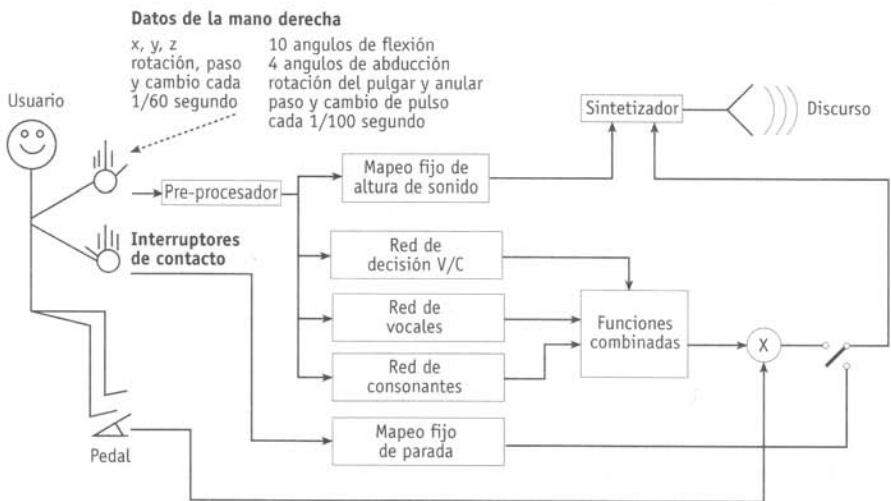 Datos de la mano derecha
x, y, z
rotación, paso
y cambio cada
1/60 segundo
10 angulos de flexión
4 angulos de abducción
rotación del pulgar y anular
paso y cambio de pulso
cada 1/100 segundo
Usuario
Sintetizador
Discurso
Pre-procesador
Mapeo fijo de
altura de sonido
Interruptores
de contacto
Red de
decisión V/C
Red de
vocales
Funciones
combinadas
X
Red de
consonantes
Mapeo fijo
de parada
Pedal